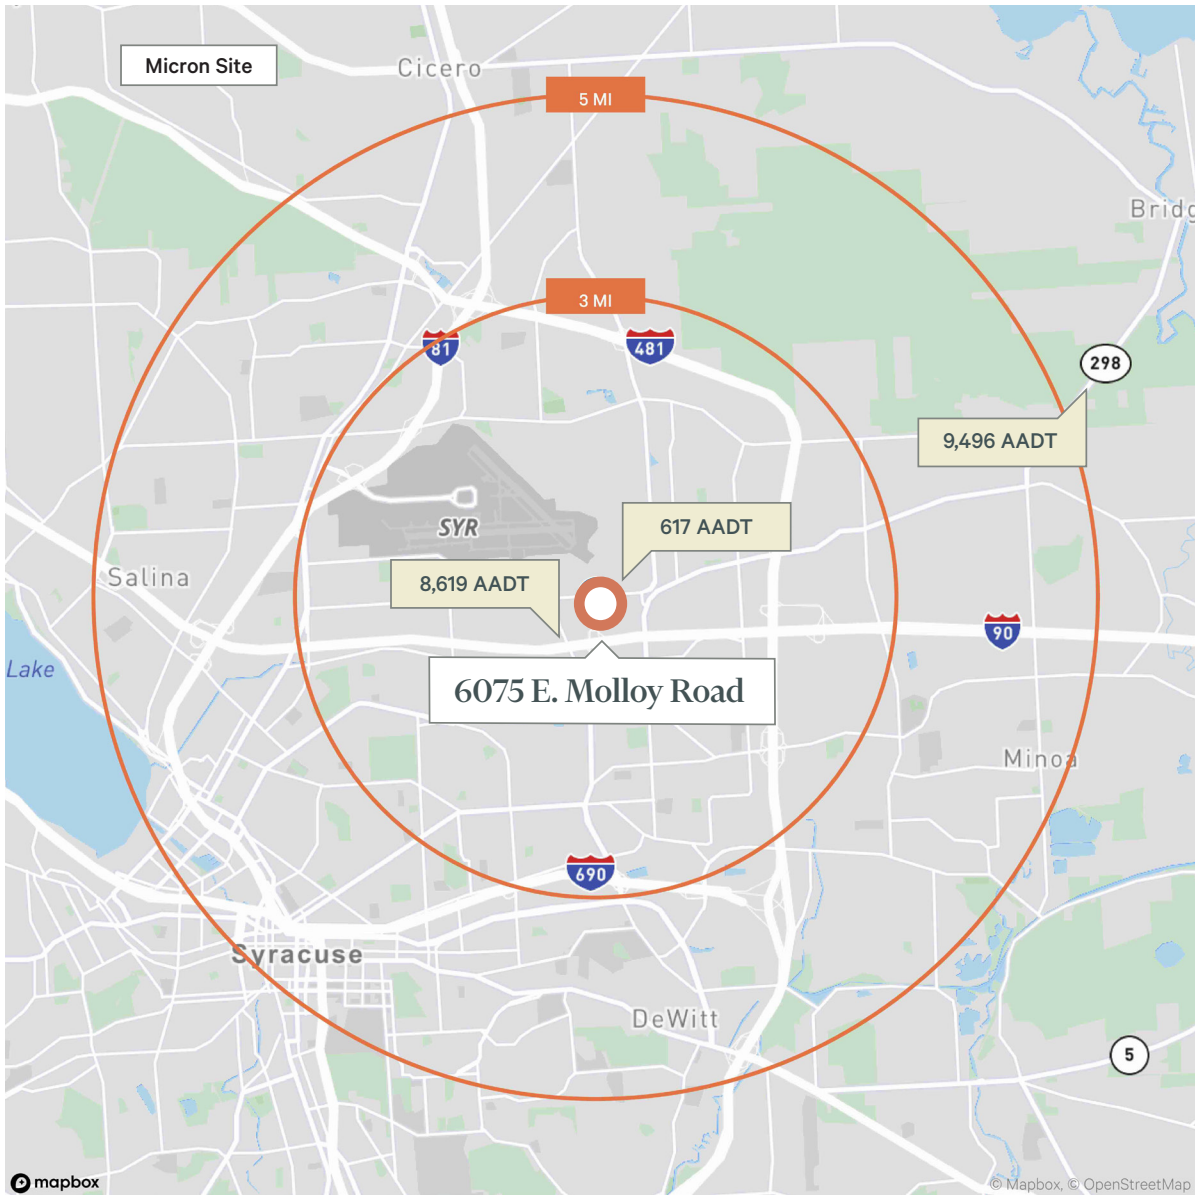 Micron Site
Cicero
5 MI
Bridg
3 MI
81
481
298
9,496 AADT
SYR
617 AADT
Salina
8,619 AADT
90
Lake
6075 E. Molloy Road
Minoa
690
Syracuse
DeWitt
5
mapbox
© Mapbox, © OpenStreetMap